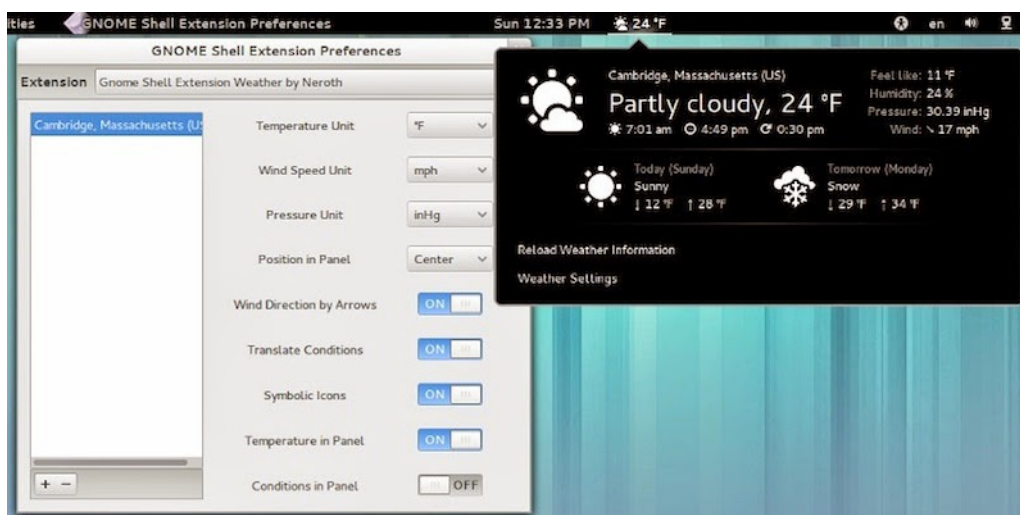 ities GNOME Shell Extension Preferences Sun 12:33 PM 24 °F en
GNOME Shell Extension Preferences
Extension Gnome Shell Extension Weather by Neroth
Cambridge, Massachusetts (US
Temperature Unit °F
Wind Speed Unit mph
Pressure Unit inHg
Position in Panel Center
Wind Direction by Arrows ON
Translate Conditions ON
Symbolic Icons ON
Temperature in Panel ON
Conditions in Panel OFF
+ −
Cambridge, Massachusetts (US)
Partly cloudy, 24 °F
7:01 am 4:49 pm 0:30 pm
Feel like: 11 °F
Humidity: 24 %
Pressure: 30.39 inHg
Wind: ↘ 17 mph
Today (Sunday)
Sunny
↓ 12 °F ↑ 28 °F
Tomorrow (Monday)
Snow
↓ 29 °F ↑ 34 °F
Reload Weather Information
Weather Settings